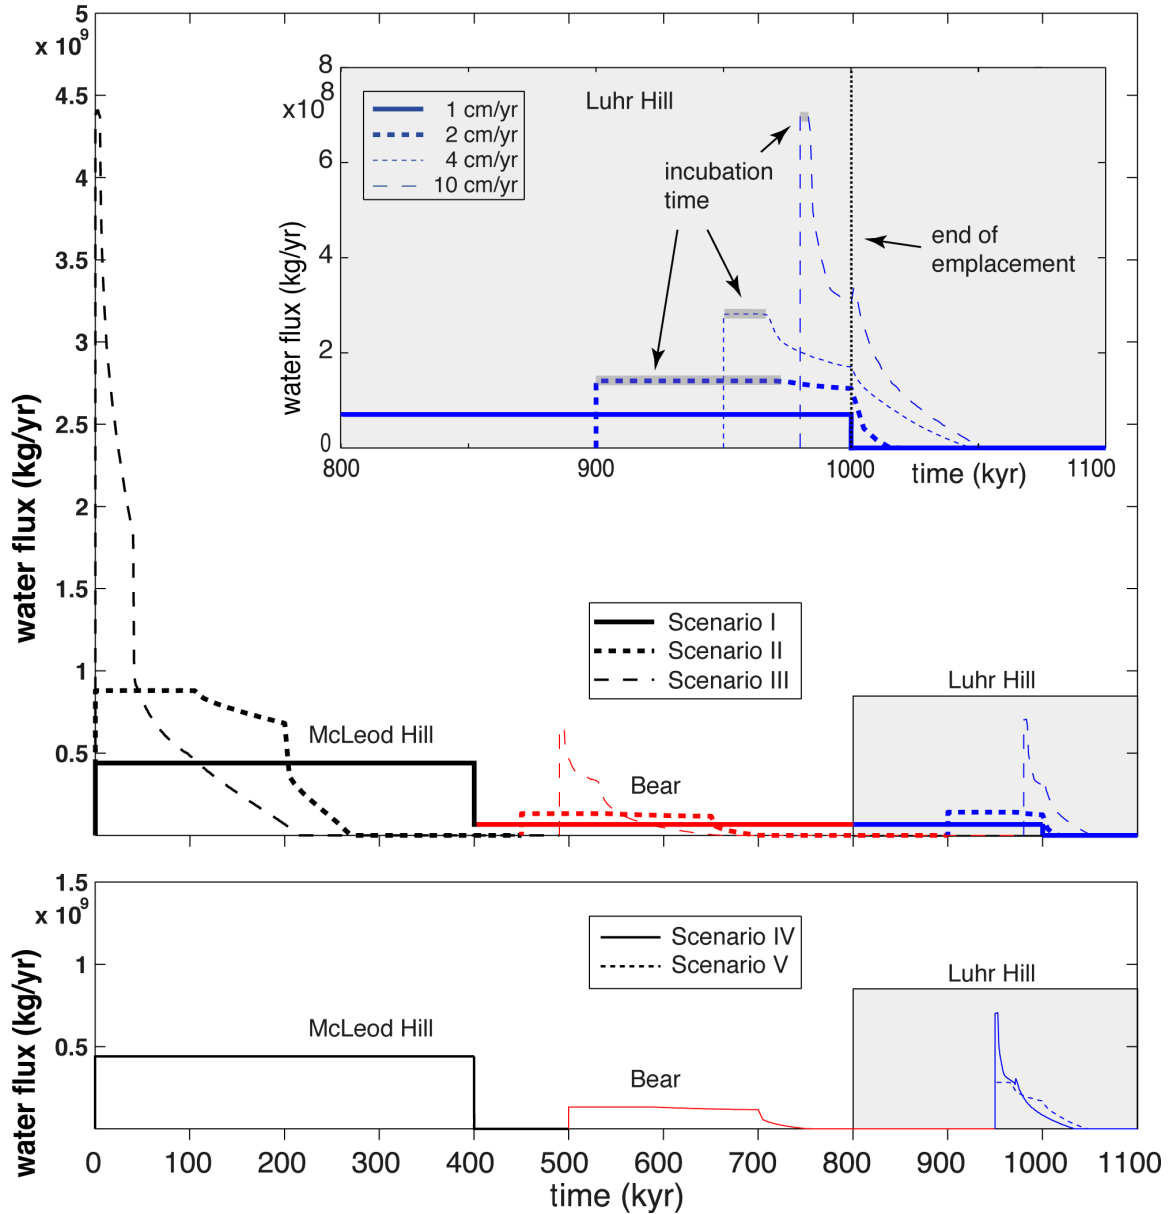 5
x 10⁹
4.5
4
3.5
3
2.5
2
1.5
1
0.5
0
water flux (kg/yr)
8
x10⁸
6
4
2
0
water flux (kg/yr)
Luhr Hill
1 cm/yr
2 cm/yr
4 cm/yr
10 cm/yr
incubation
time
end of
emplacement
800
900
1000
1100
time (kyr)
Scenario I
Scenario II
Scenario III
McLeod Hill
Bear
Luhr Hill
1.5
x 10⁹
1
0.5
water flux (kg/yr)
Scenario IV
Scenario V
McLeod Hill
Bear
Luhr Hill
0
100
200
300
400
500
600
700
800
900
1000
1100
time (kyr)